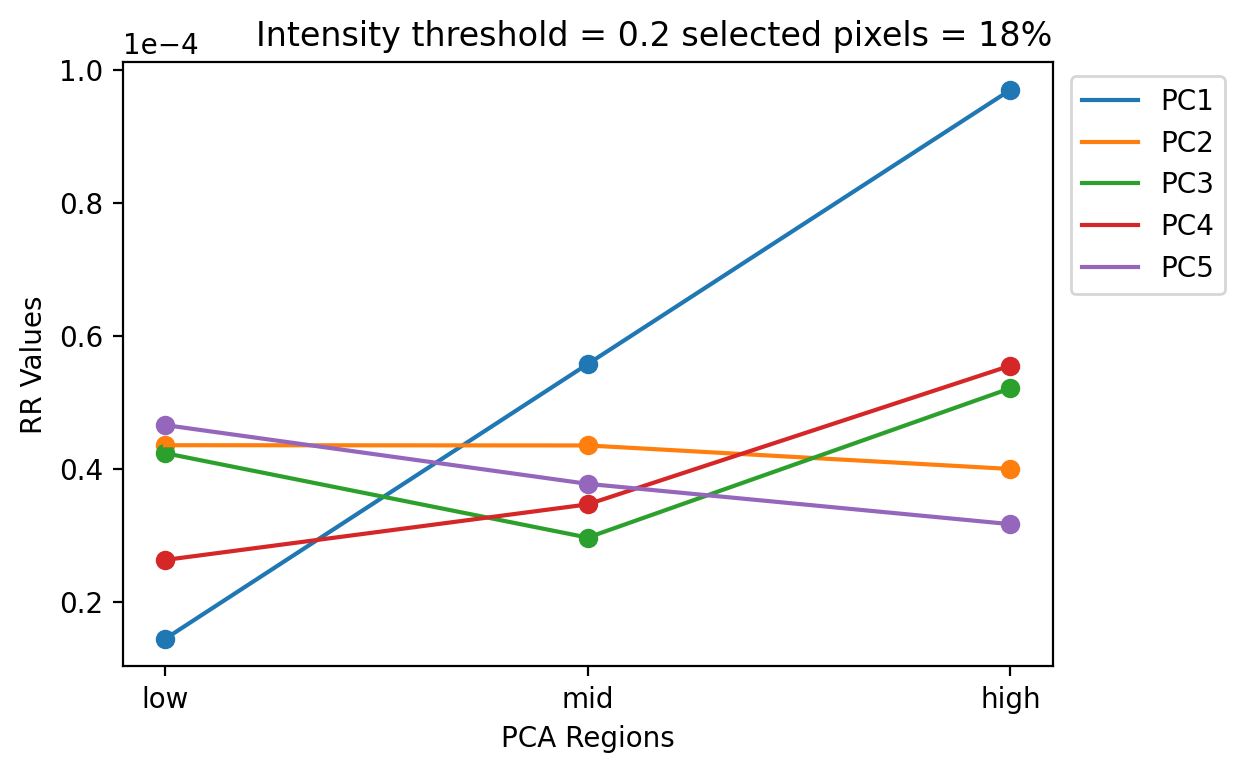 Intensity threshold = 0.2 selected pixels = 18%
1e−4
1.0
0.8
0.6
0.4
0.2
RR Values
low
mid
high
PCA Regions
PC1
PC2
PC3
PC4
PC5